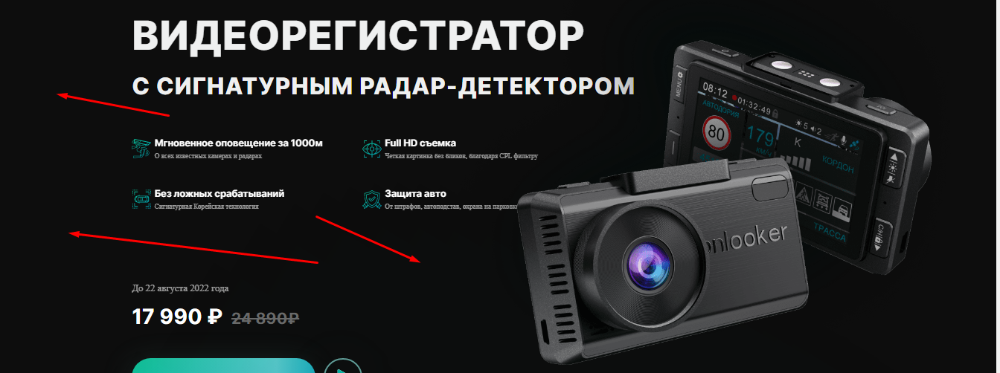 ВИДЕОРЕГИСТРАТОР
С СИГНАТУРНЫМ РАДАР-ДЕТЕКТОРОМ
Мгновенное оповещение за 1000м
О всех известных камерах и радарах
Full HD съемка
Четкая картинка без бликов, благодаря CPL фильтру
Без ложных срабатываний
Сигнатурная Корейская технология
Защита авто
От штрафов, автоподстав, охрана на парковке
До 22 августа 2022 года
17 990 ₽ 24 890₽
MENU
08:12 01:32:49
5 2
АВТОДОРИЯ
80
179
КМ/Ч
К
КОРДОН
ТРАССА
onlooker